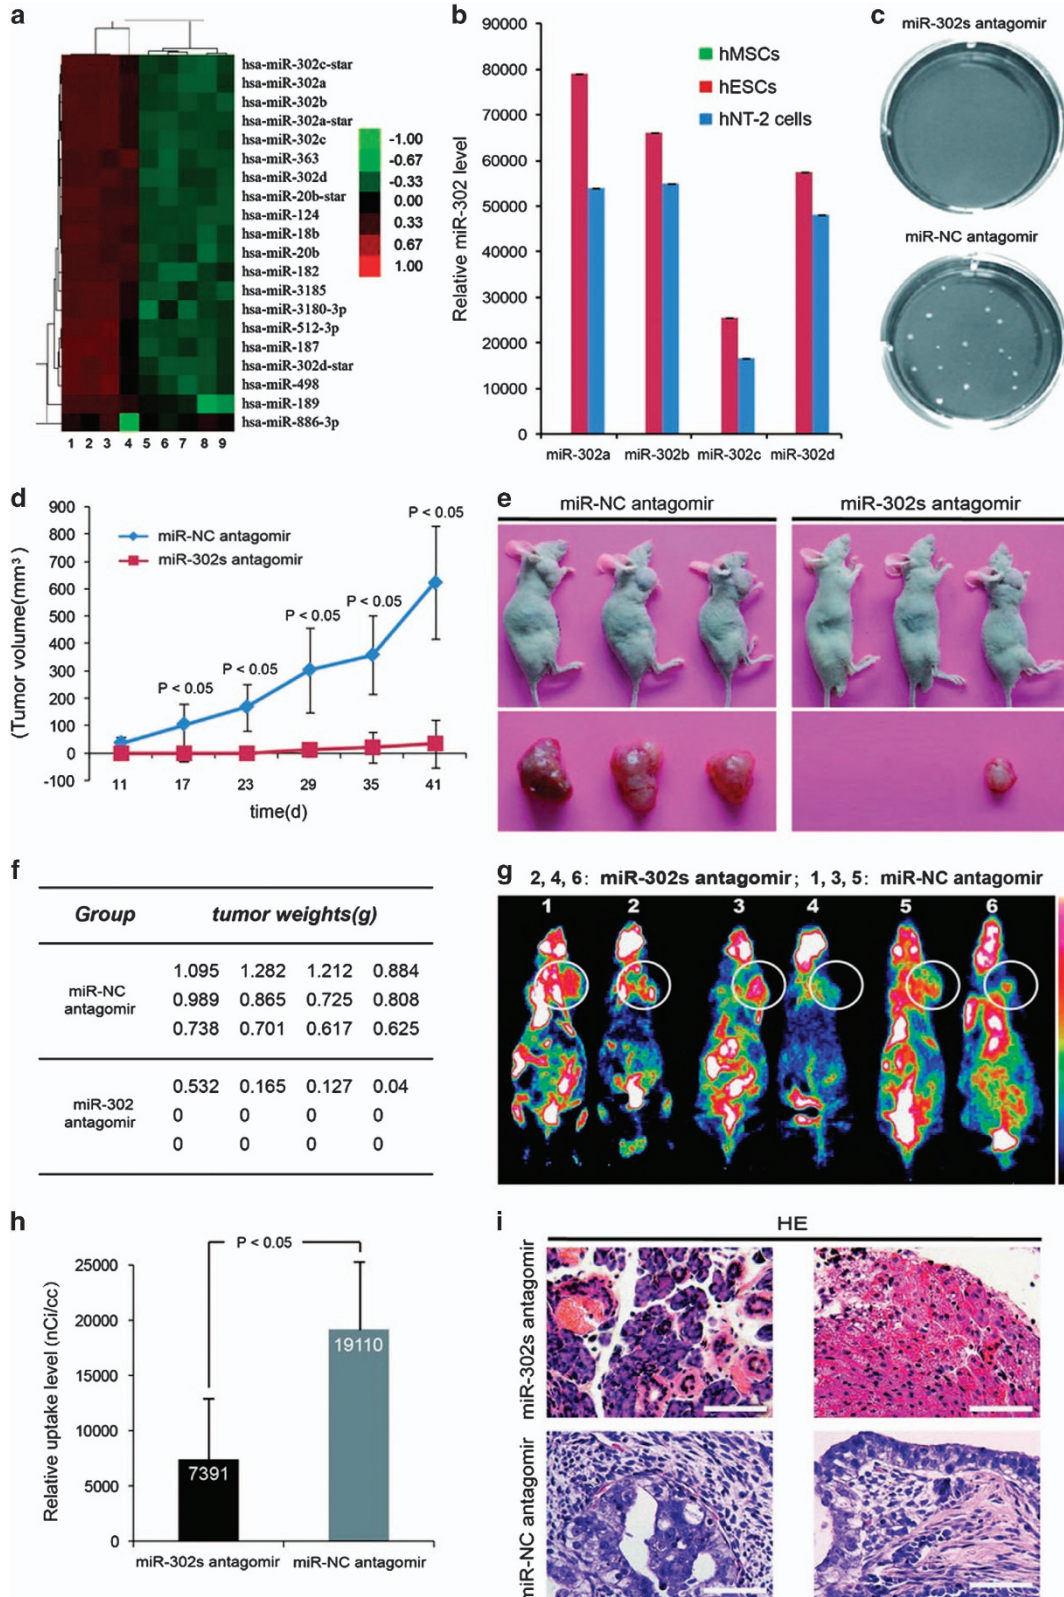 a
hsa-miR-302c-star
hsa-miR-302a
hsa-miR-302b
hsa-miR-302a-star
hsa-miR-302c
hsa-miR-363
hsa-miR-302d
hsa-miR-20b-star
hsa-miR-124
hsa-miR-18b
hsa-miR-20b
hsa-miR-182
hsa-miR-3185
hsa-miR-3180-3p
hsa-miR-512-3p
hsa-miR-187
hsa-miR-302d-star
hsa-miR-498
hsa-miR-189
hsa-miR-886-3p
1 2 3 4 5 6 7 8 9
-1.00
-0.67
-0.33
0.00
0.33
0.67
1.00
b
Relative miR-302 level
90000
80000
70000
60000
50000
40000
30000
20000
10000
0
hMSCs
hESCs
hNT-2 cells
miR-302a miR-302b miR-302c miR-302d
c
miR-302s antagomir
miR-NC antagomir
d
(Tumor volume(mm³)
900
800
700
600
500
400
300
200
100
0
-100
miR-NC antagomir
miR-302s antagomir
P < 0.05
P < 0.05
P < 0.05
P < 0.05
P < 0.05
11 17 23 29 35 41
time(d)
e
miR-NC antagomir
miR-302s antagomir
f
Group tumor weights(g)
miR-NC antagomir
1.095 1.282 1.212 0.884
0.989 0.865 0.725 0.808
0.738 0.701 0.617 0.625
miR-302 antagomir
0.532 0.165 0.127 0.04
0 0 0 0
0 0 0 0
g
2, 4, 6: miR-302s antagomir; 1, 3, 5: miR-NC antagomir
1 2 3 4 5 6
h
Relative uptake level (nCi/cc)
25000
20000
15000
10000
5000
0
P < 0.05
7391
19110
miR-302s antagomir miR-NC antagomir
i
HE
miR-302s antagomir
miR-NC antagomir